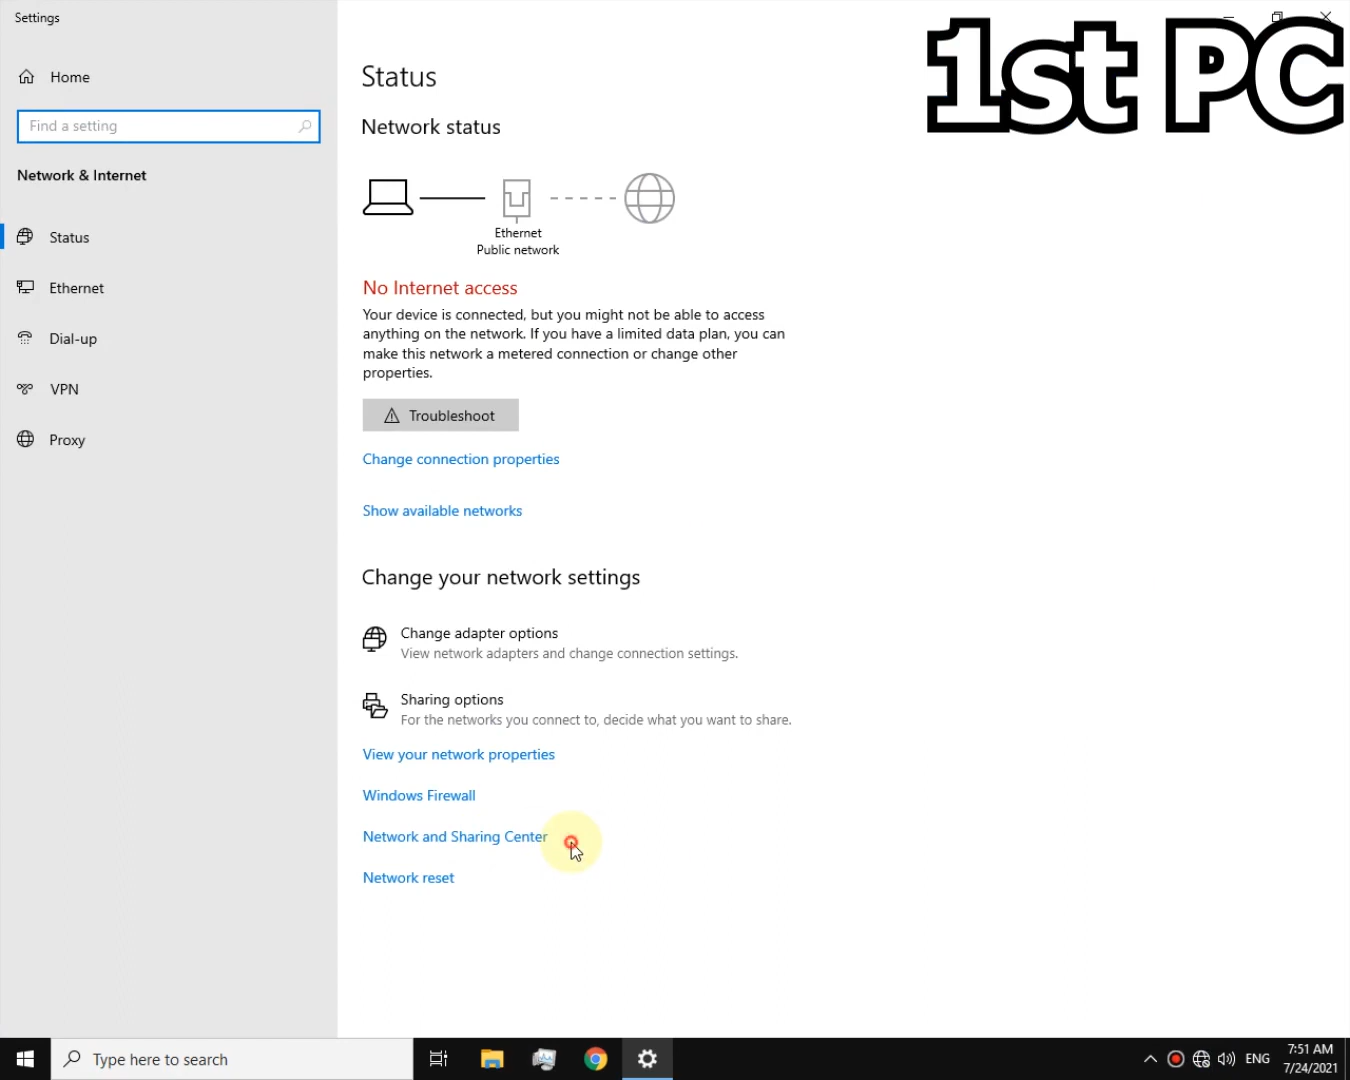 Settings
1st PC
Home
Find a setting
Network & Internet
Status
Ethernet
Dial-up
VPN
Proxy
Status
Network status
Ethernet
Public network
No Internet access
Your device is connected, but you might not be able to access
anything on the network. If you have a limited data plan, you can
make this network a metered connection or change other
properties.
Troubleshoot
Change connection properties
Show available networks
Change your network settings
Change adapter options
View network adapters and change connection settings.
Sharing options
For the networks you connect to, decide what you want to share.
View your network properties
Windows Firewall
Network and Sharing Center
Network reset
Type here to search
ENG
7:51 AM
7/24/2021